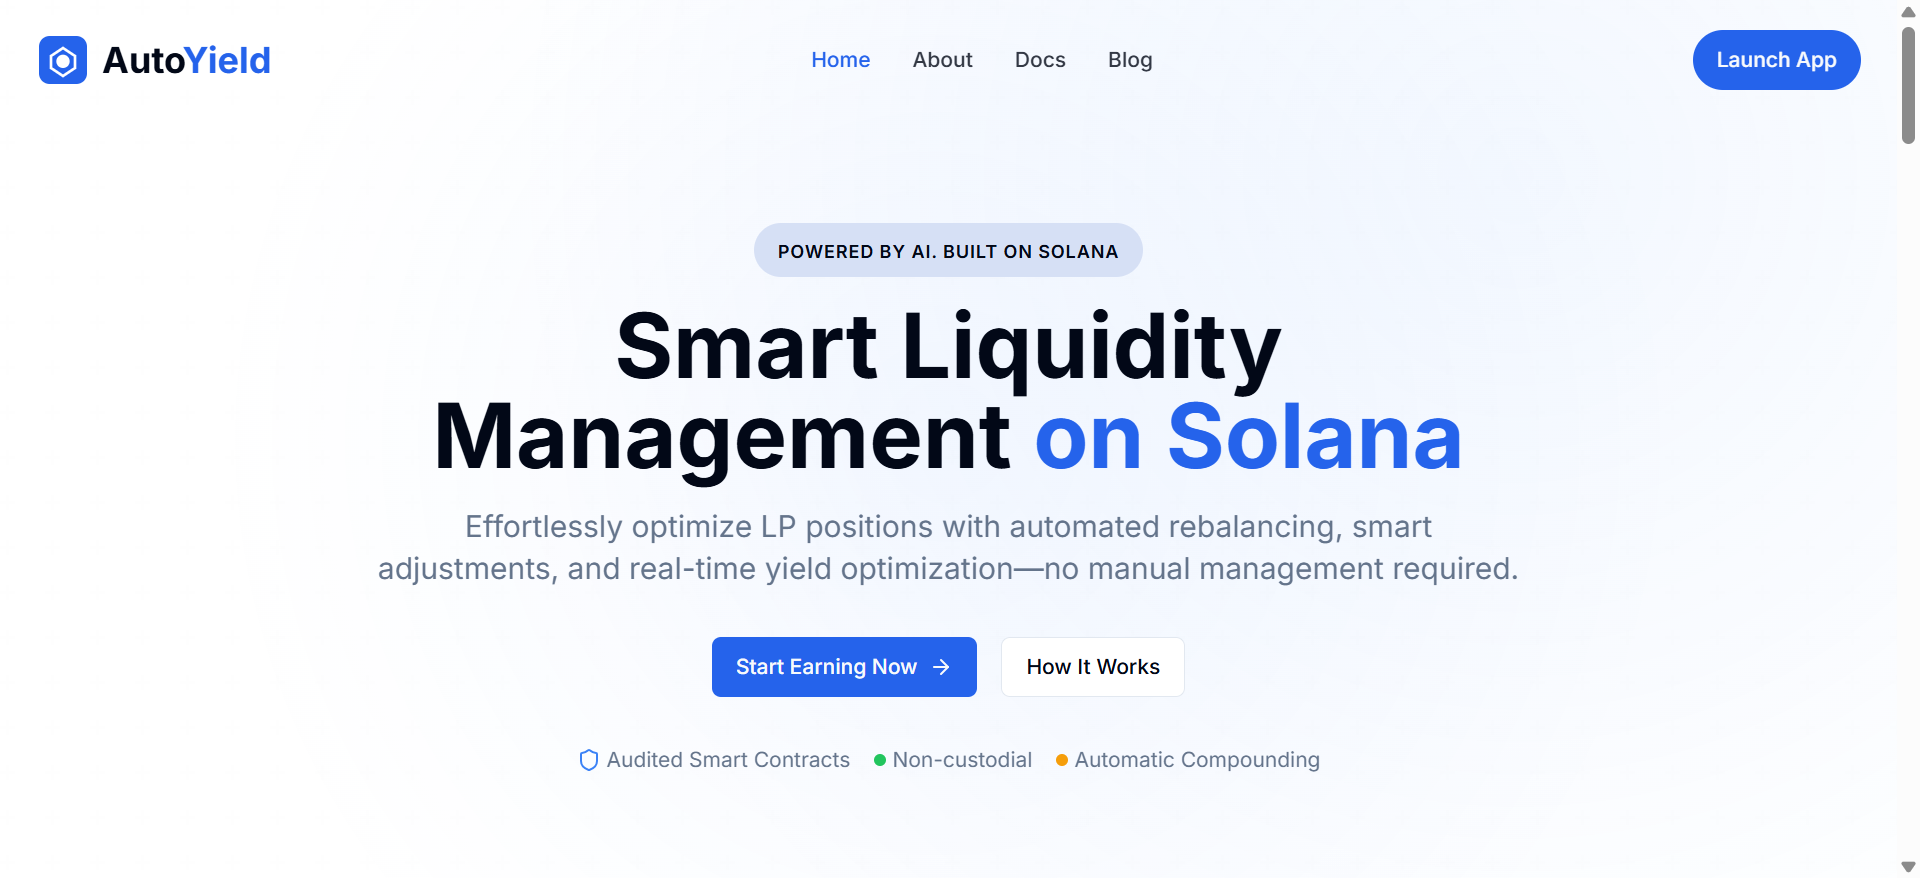 AutoYield
Home
About
Docs
Blog
Launch App
POWERED BY AI. BUILT ON SOLANA
Smart Liquidity
Management on Solana
Effortlessly optimize LP positions with automated rebalancing, smart
adjustments, and real-time yield optimization—no manual management required.
Start Earning Now
How It Works
Audited Smart Contracts
Non-custodial
Automatic Compounding